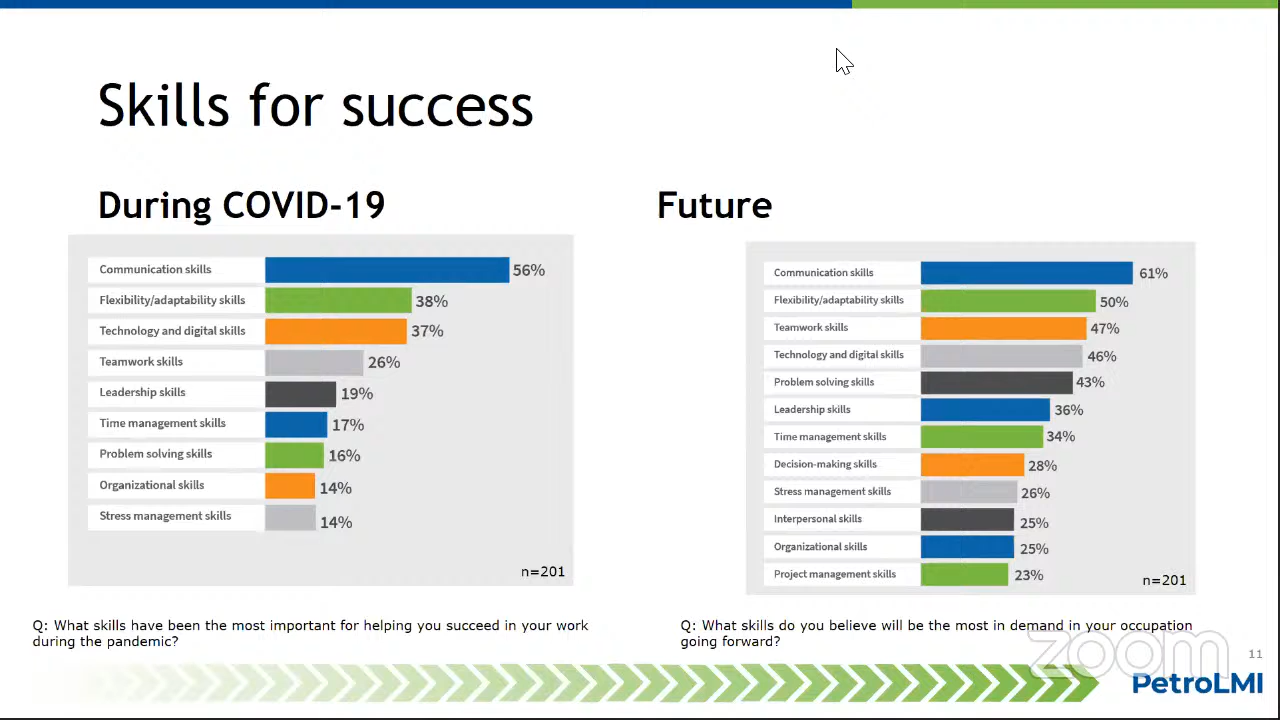 Skills for success
During COVID-19
Communication skills 56%
Flexibility/adaptability skills 38%
Technology and digital skills 37%
Teamwork skills 26%
Leadership skills 19%
Time management skills 17%
Problem solving skills 16%
Organizational skills 14%
Stress management skills 14%
n=201
Q: What skills have been the most important for helping you succeed in your work
during the pandemic?
Future
Communication skills 61%
Flexibility/adaptability skills 50%
Teamwork skills 47%
Technology and digital skills 46%
Problem solving skills 43%
Leadership skills 36%
Time management skills 34%
Decision-making skills 28%
Stress management skills 26%
Interpersonal skills 25%
Organizational skills 25%
Project management skills 23%
n=201
Q: What skills do you believe will be the most in demand in your occupation
going forward?
zoom
11
PetroLMI